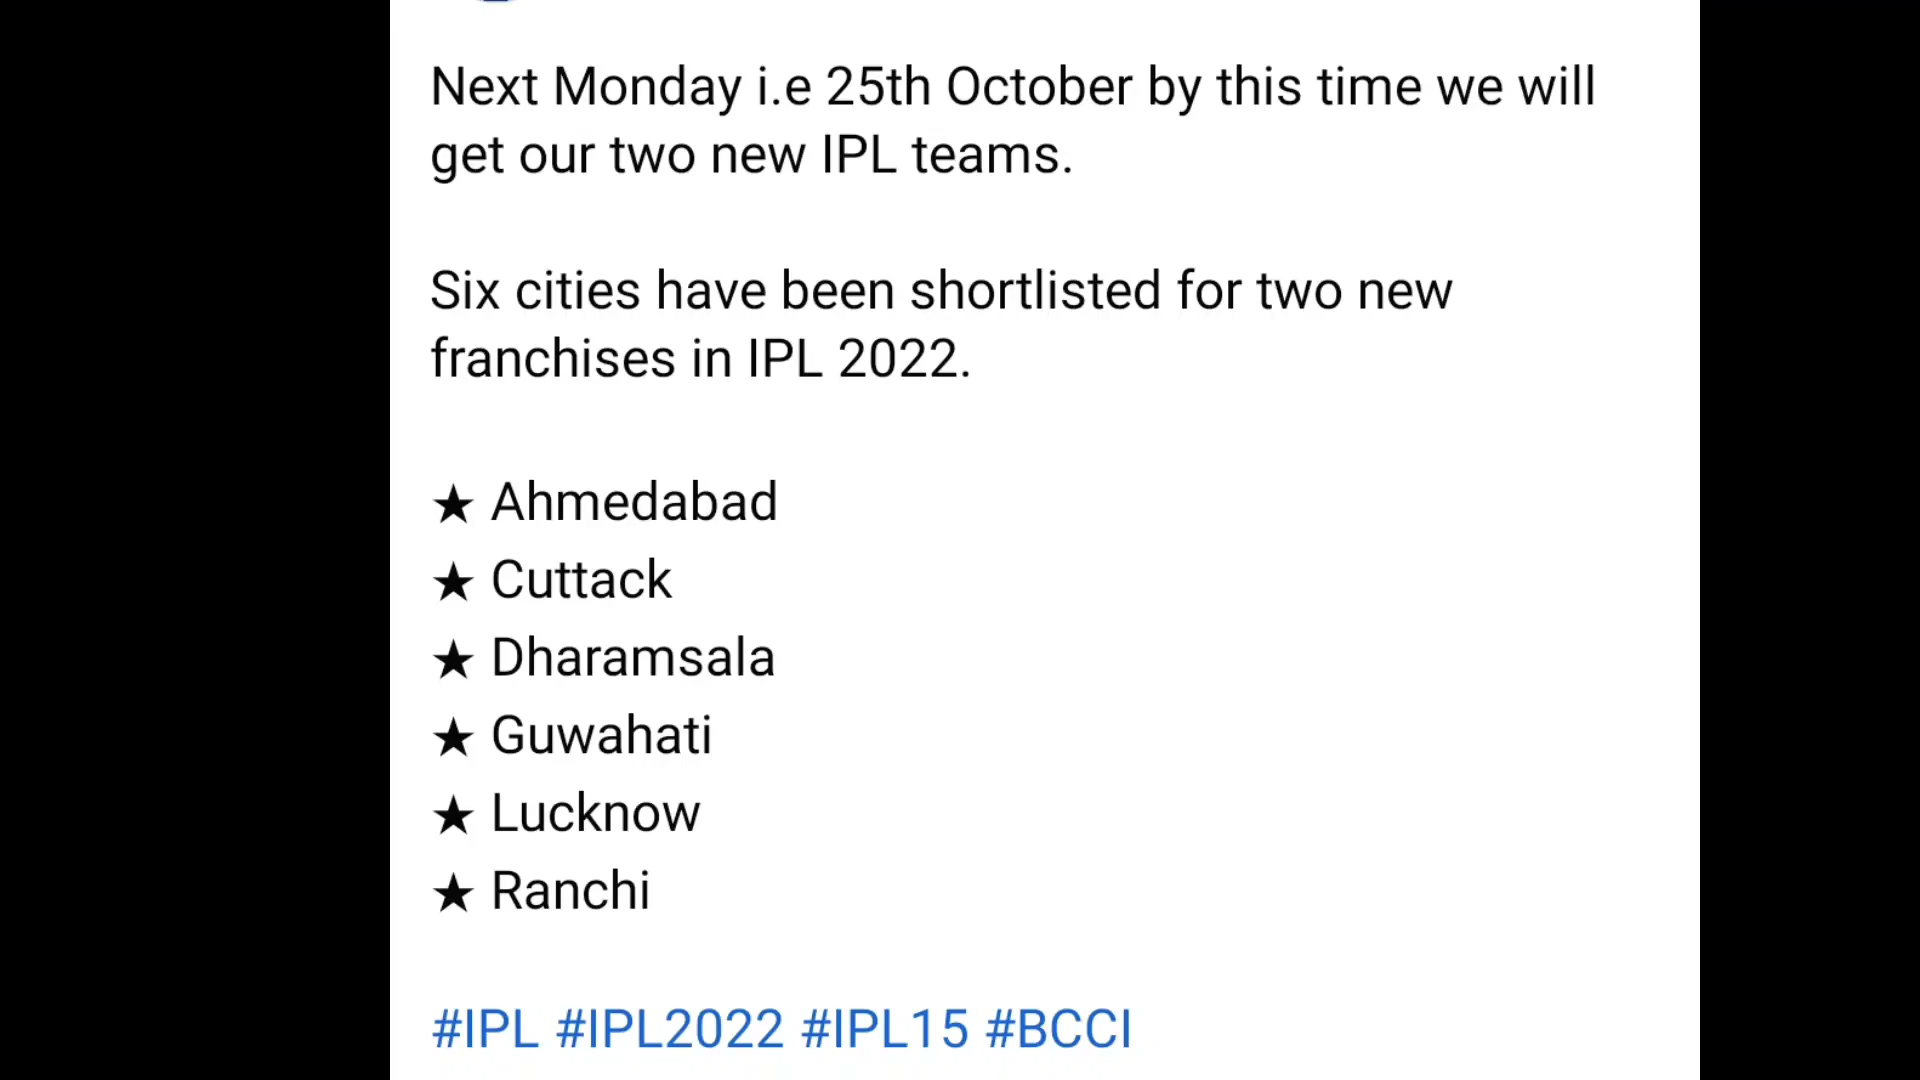 Next Monday i.e 25th October by this time we will
get our two new IPL teams.
Six cities have been shortlisted for two new
franchises in IPL 2022.
★ Ahmedabad
★ Cuttack
★ Dharamsala
★ Guwahati
★ Lucknow
★ Ranchi
#IPL #IPL2022 #IPL15 #BCCI